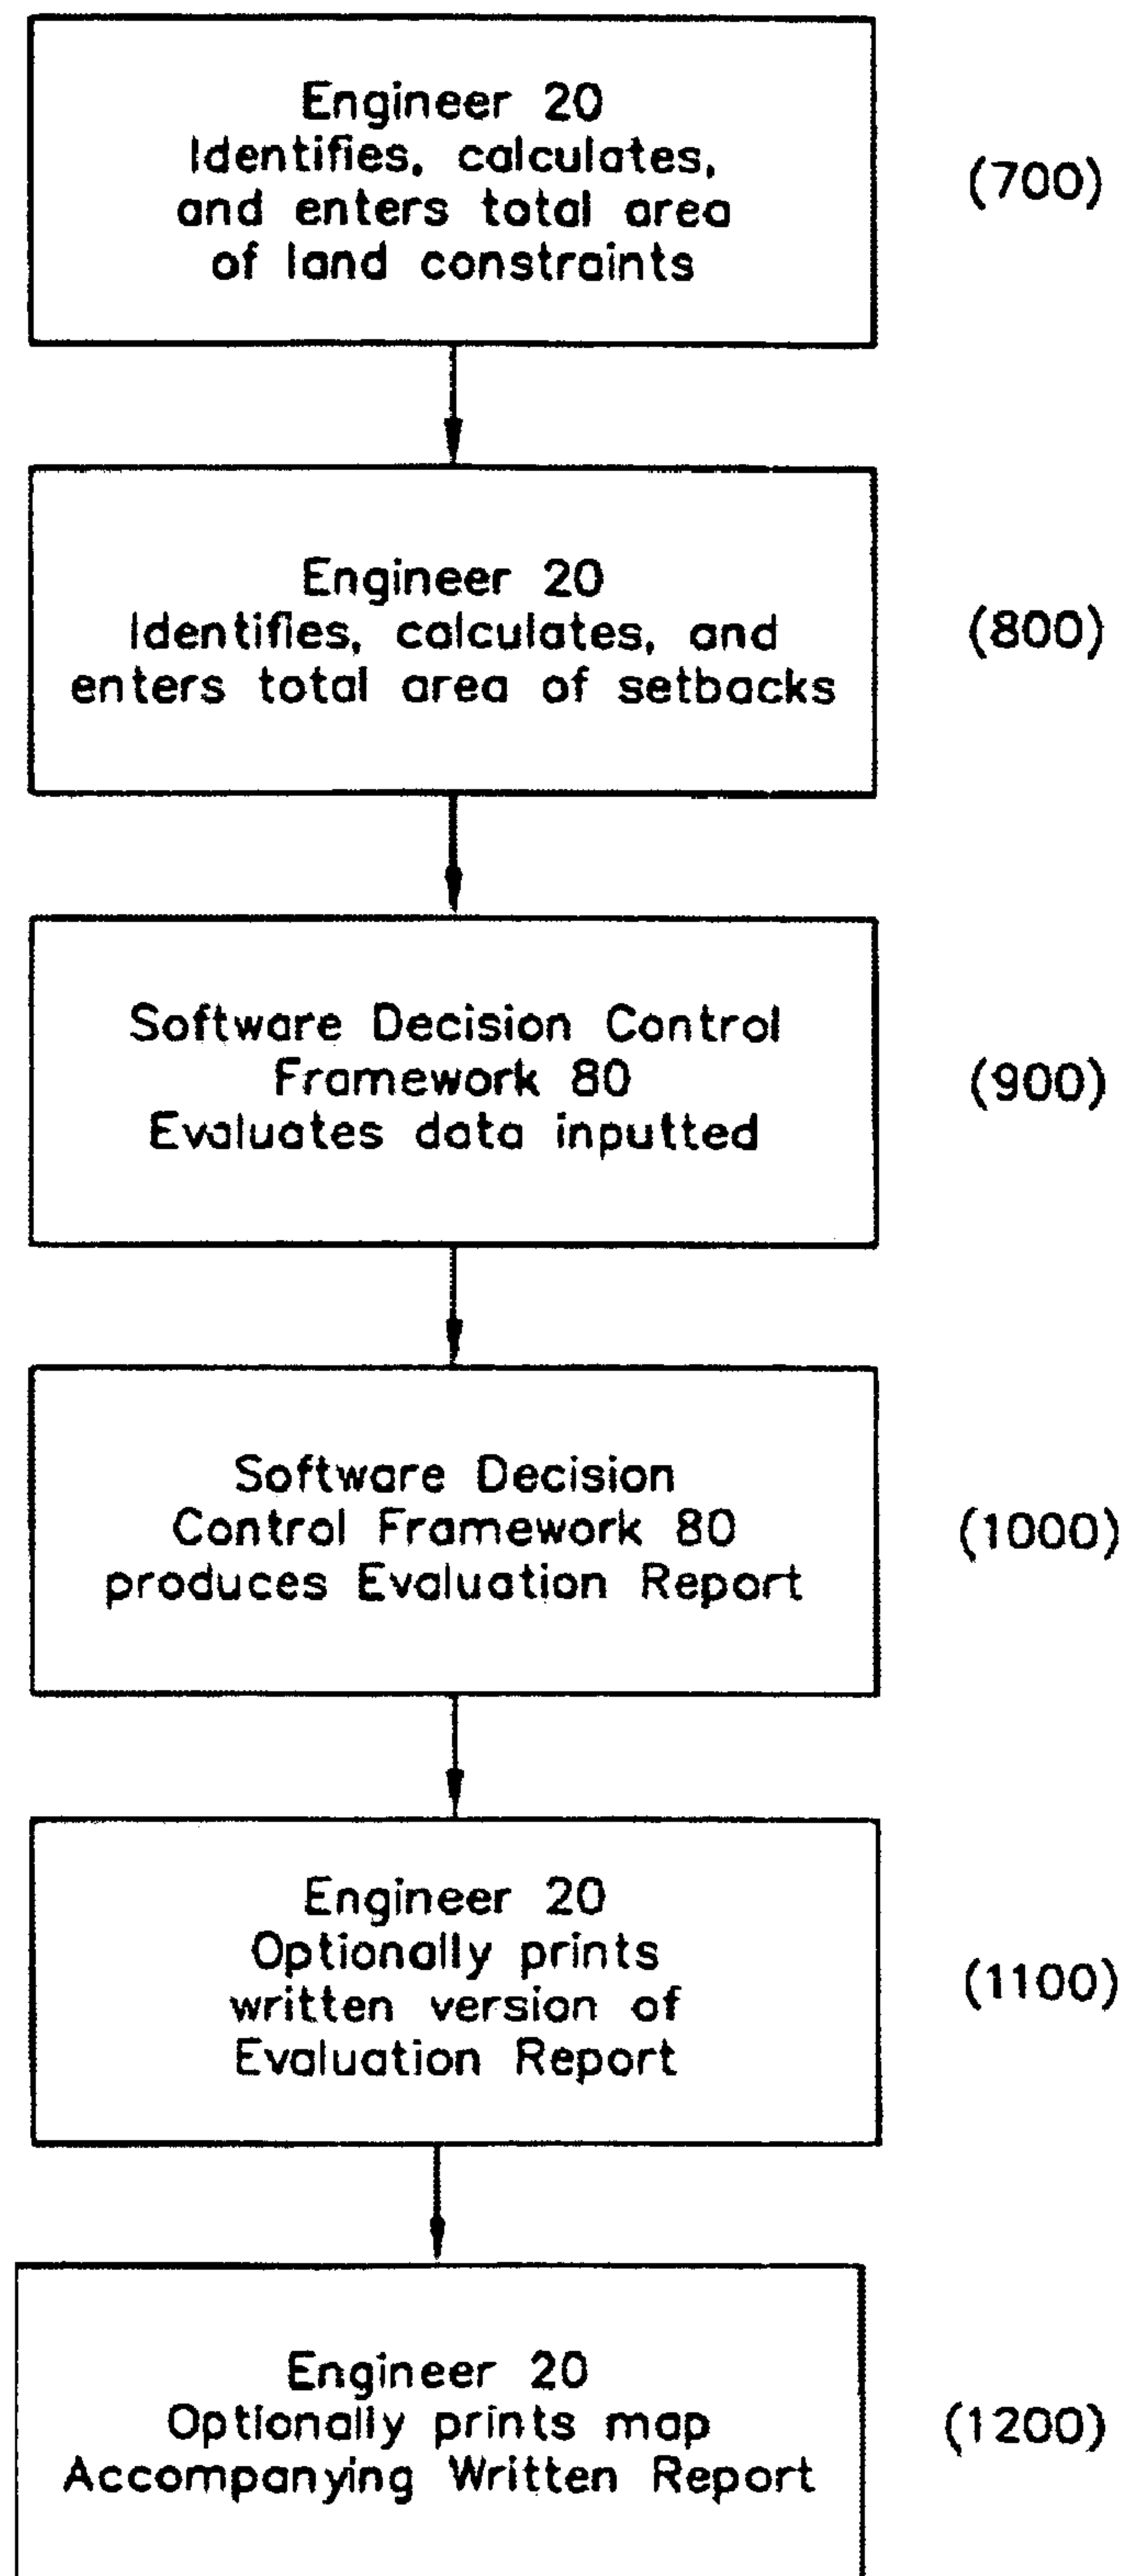 Engineer 20
Identifies, calculates,
and enters total area
of land constraints
(700)
Engineer 20
Identifies, calculates, and
enters total area of setbacks
(800)
Software Decision Control
Framework 80
Evaluates data inputted
(900)
Software Decision
Control Framework 80
produces Evaluation Report
(1000)
Engineer 20
Optionally prints
written version of
Evaluation Report
(1100)
Engineer 20
Optionally prints map
Accompanying Written Report
(1200)